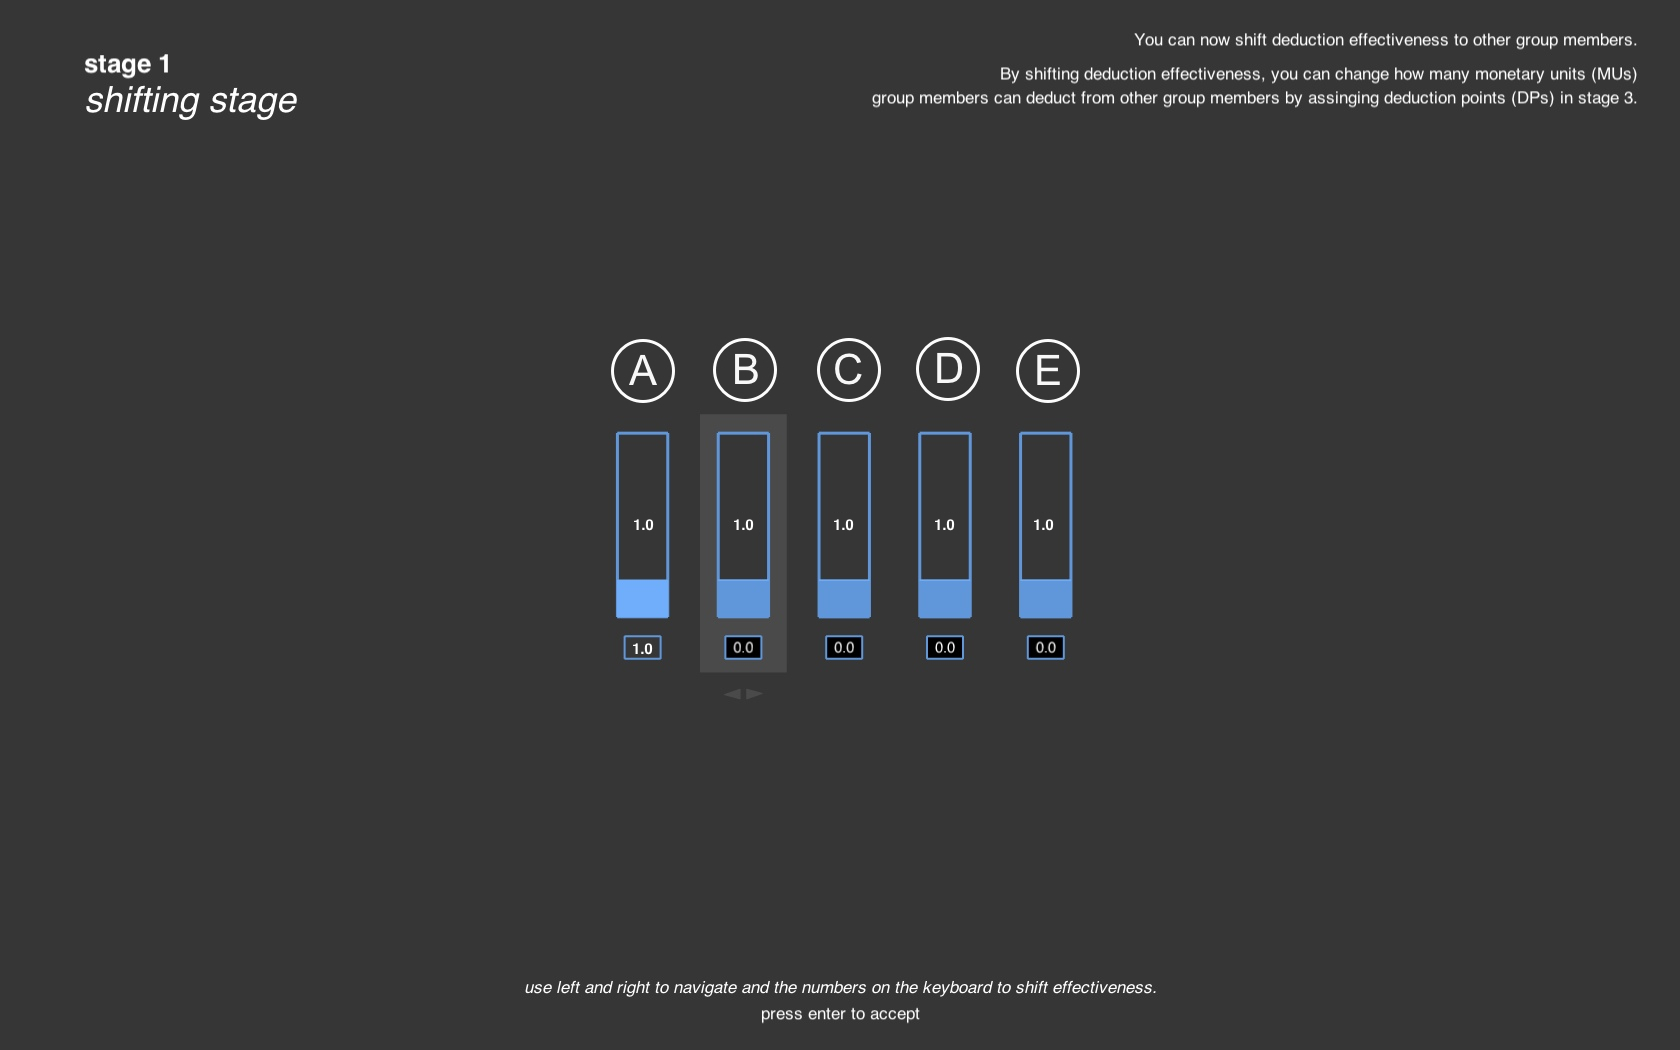 stage 1
shifting stage
You can now shift deduction effectiveness to other group members.
By shifting deduction effectiveness, you can change how many monetary units (MUs)
group members can deduct from other group members by assinging deduction points (DPs) in stage 3.
A B C D E
1.0 1.0 1.0 1.0 1.0
1.0 0.0 0.0 0.0 0.0
use left and right to navigate and the numbers on the keyboard to shift effectiveness.
press enter to accept